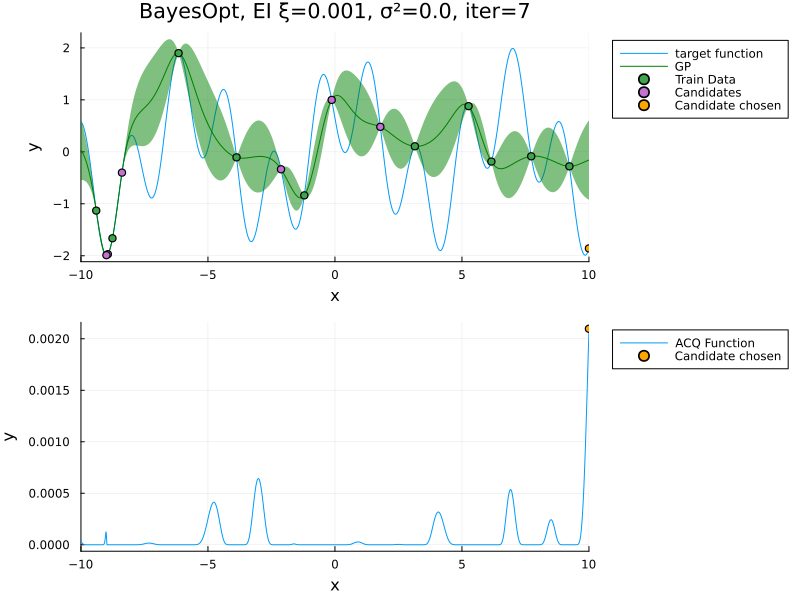 BayesOpt, EI ξ=0.001, σ²=0.0, iter=7
2
1
0
−1
−2
y
−10
−5
0
5
10
x
target function
GP
Train Data
Candidates
Candidate chosen
0.0020
0.0015
0.0010
0.0005
0.0000
y
−10
−5
0
5
10
x
ACQ Function
Candidate chosen